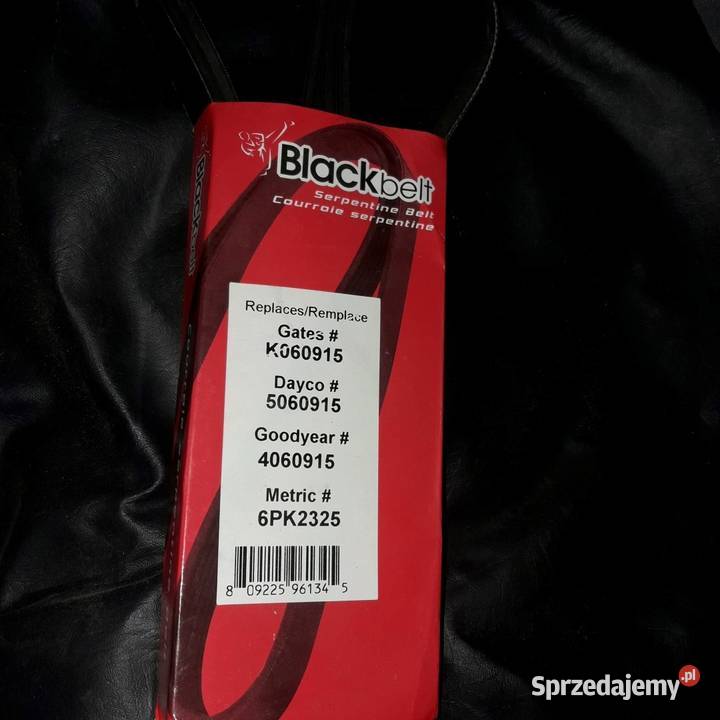 Blackbelt
Serpentine Belt
Courroie serpentine
Replaces/Remplace
Gates #
K060915
Dayco #
5060915
Goodyear #
4060915
Metric #
6PK2325
8 09225 96134 5
Blackbelt
Sprzedajemy.pl